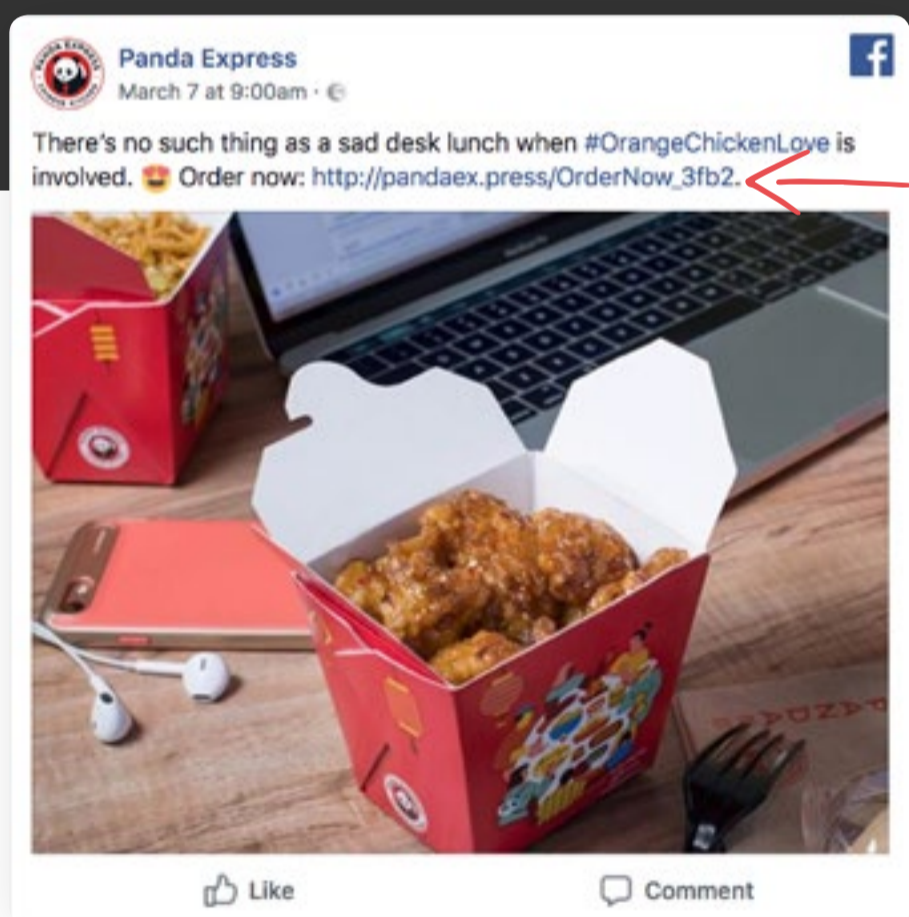 Panda Express
March 7 at 9:00am ·
There's no such thing as a sad desk lunch when #OrangeChickenLove is
involved. 😍 Order now: http://pandaex.press/OrderNow_3fb2.
Like
Comment